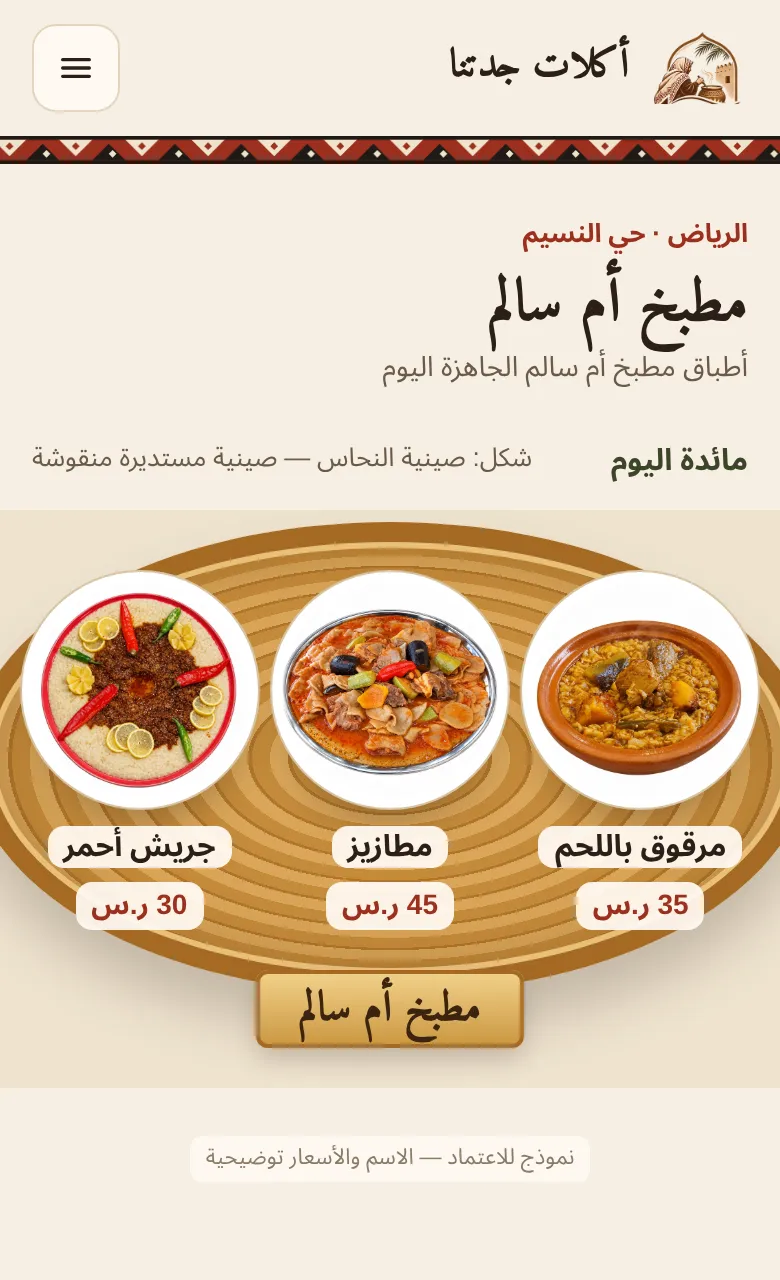 أكلات جدتنا
الرياض · حي النسيم
مطبخ أم سالم
أطباق مطبخ أم سالم الجاهزة اليوم
مائدة اليوم
شكل: صينية النحاس — صينية مستديرة منقوشة
مرقوق باللحم
35 ر.س
مطازيز
45 ر.س
جريش أحمر
30 ر.س
مطبخ أم سالم
نموذج للاعتماد — الاسم والأسعار توضيحية